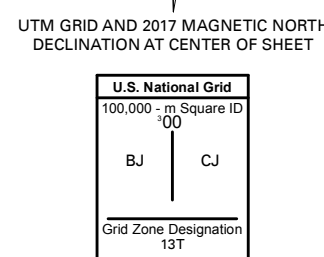 UTM GRID AND 2017 MAGNETIC NORTH
DECLINATION AT CENTER OF SHEET
U.S. National Grid
100,000 - m Square ID
³00
BJ CJ
Grid Zone Designation
13T